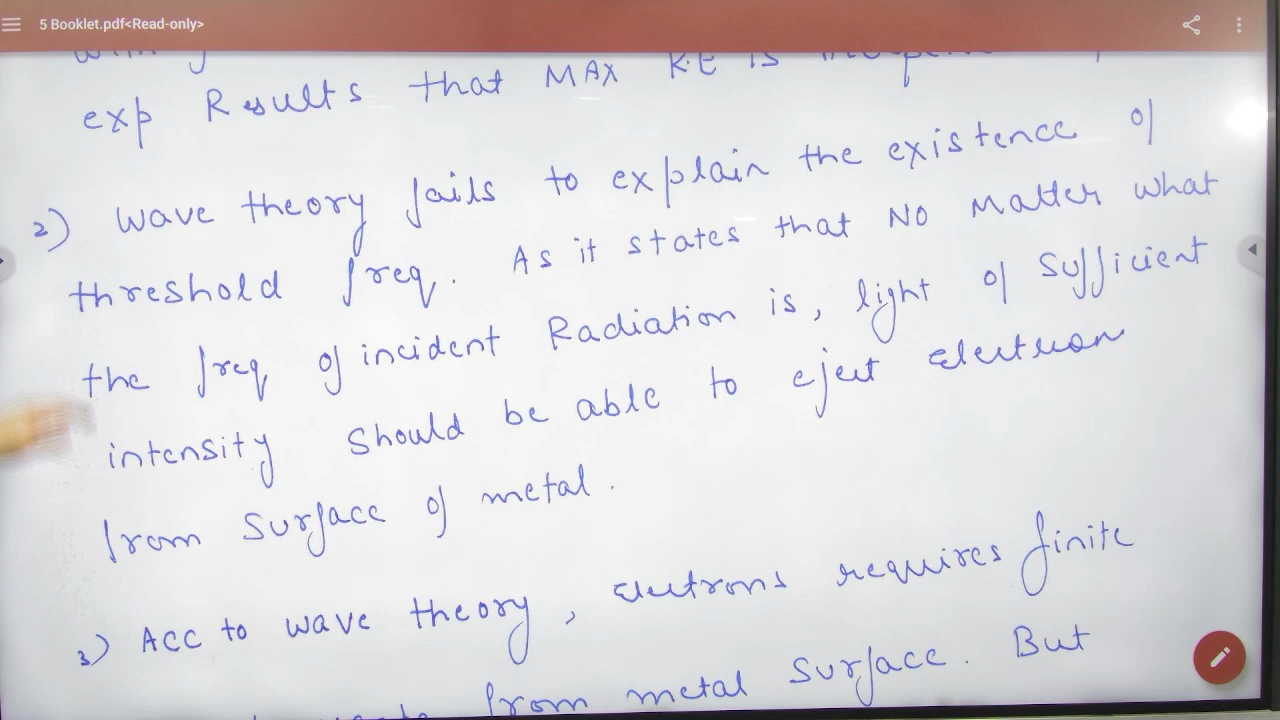 5 Booklet.pdf<Read-only>
exp Results that MAX K.E is
2) wave theory fails to explain the existence of
threshold freq. As it states that NO Matter what
the freq of incident Radiation is, light of Sufficient
intensity should be able to eject electron
from surface of metal.
3) Acc to wave theory, electrons requires finite
from metal surface. But